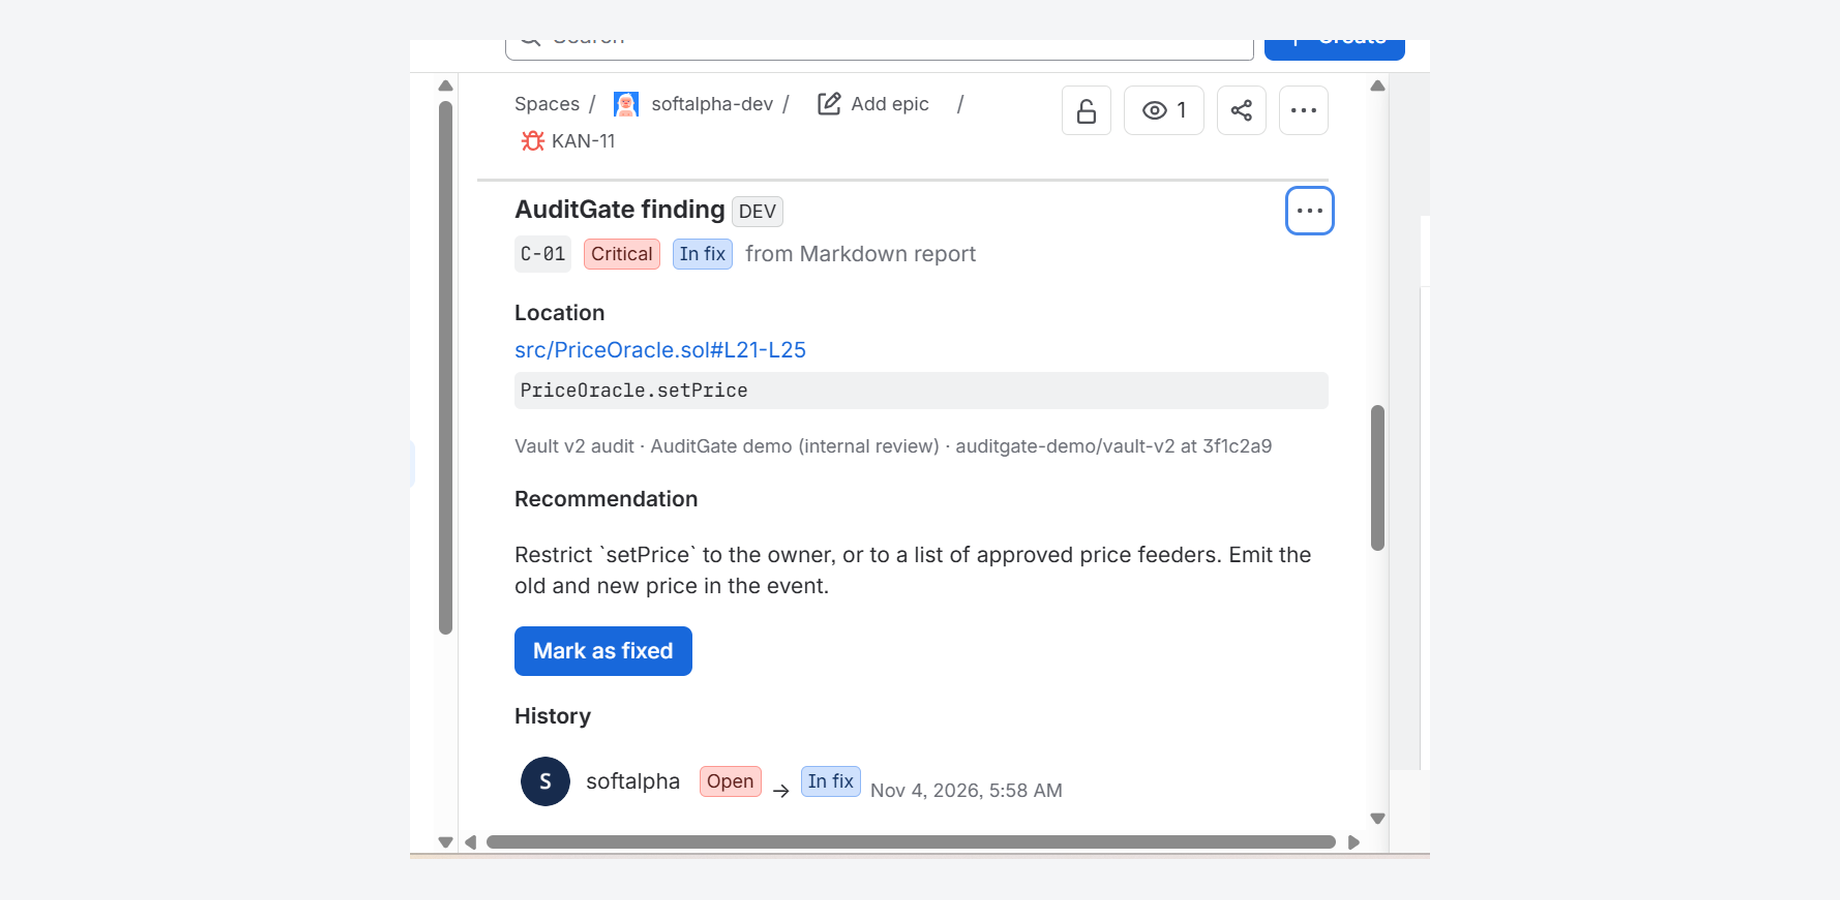 Search
+ Create
Spaces / softalpha-dev / Add epic /
KAN-11
1
AuditGate finding DEV
C-01 Critical In fix from Markdown report
Location
src/PriceOracle.sol#L21-L25
PriceOracle.setPrice
Vault v2 audit · AuditGate demo (internal review) · auditgate-demo/vault-v2 at 3f1c2a9
Recommendation
Restrict `setPrice` to the owner, or to a list of approved price feeders. Emit the
old and new price in the event.
Mark as fixed
History
S softalpha Open → In fix Nov 4, 2026, 5:58 AM